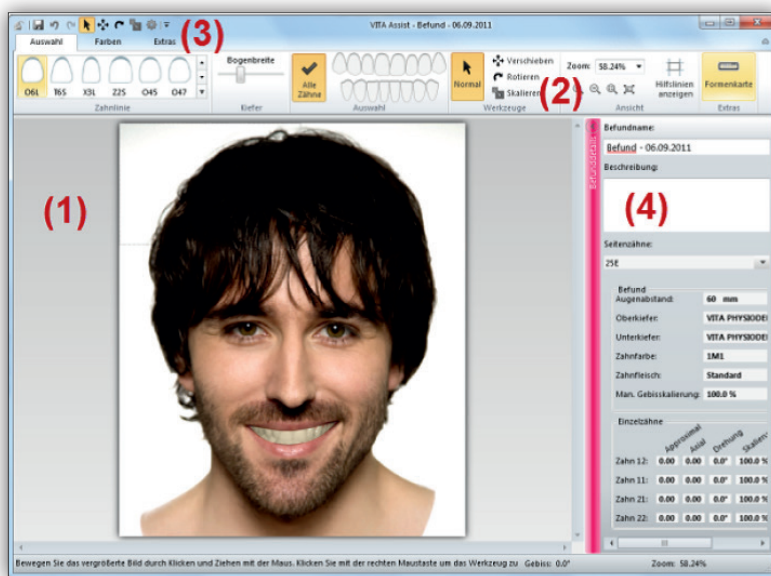 VITA Assist - Befund - 06.09.2011
Auswahl Farben Extras (3)
Bogenbreite
Alle Zähne
Normal
Verschieben
Rotieren
Skalieren
Zoom: 58.24%
(2)
Hilfslinien anzeigen
Formenkarte
O6L T6S X3L Z2S O45 O47
Zahnlinie Kiefer Auswahl Werkzeuge Ansicht Extras
(1)
Befunddetails
Befundname:
Befund - 06.09.2011
Beschreibung:
(4)
Seitenzähne:
25E
Befund
Augenabstand: 60 mm
Oberkiefer: VITA PHYSIODE
Unterkiefer: VITA PHYSIODE
Zahnfarbe: 1M1
Zahnfleisch: Standard
Man. Gebisskalierung: 100.0 %
Einzelzähne
Approximal Axial Drehung Skalier
Zahn 12: 0.00 0.00 0.0° 100.0 %
Zahn 11: 0.00 0.00 0.0° 100.0 %
Zahn 21: 0.00 0.00 0.0° 100.0 %
Zahn 22: 0.00 0.00 0.0° 100.0 %
Bewegen Sie das vergrößerte Bild durch Klicken und Ziehen mit der Maus. Klicken Sie mit der rechten Maustaste um das Werkzeug zu Gebiss: 0.0° Zoom: 58.24%